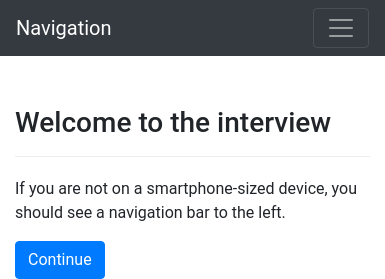 Navigation
Welcome to the interview
If you are not on a smartphone-sized device, you
should see a navigation bar to the left.
Continue